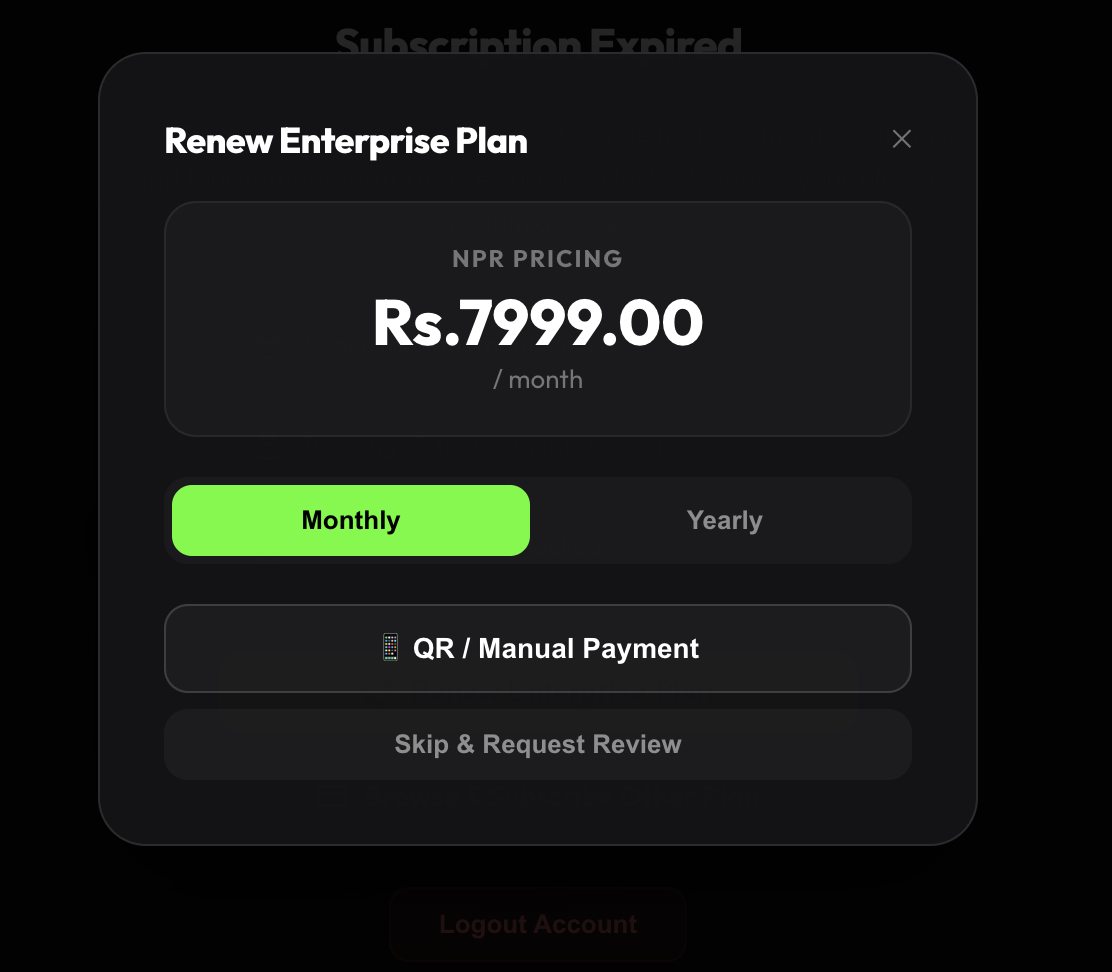 Subscription Expired
Renew Enterprise Plan
NPR PRICING
Rs.7999.00
/ month
Monthly
Yearly
QR / Manual Payment
Skip & Request Review
Logout Account